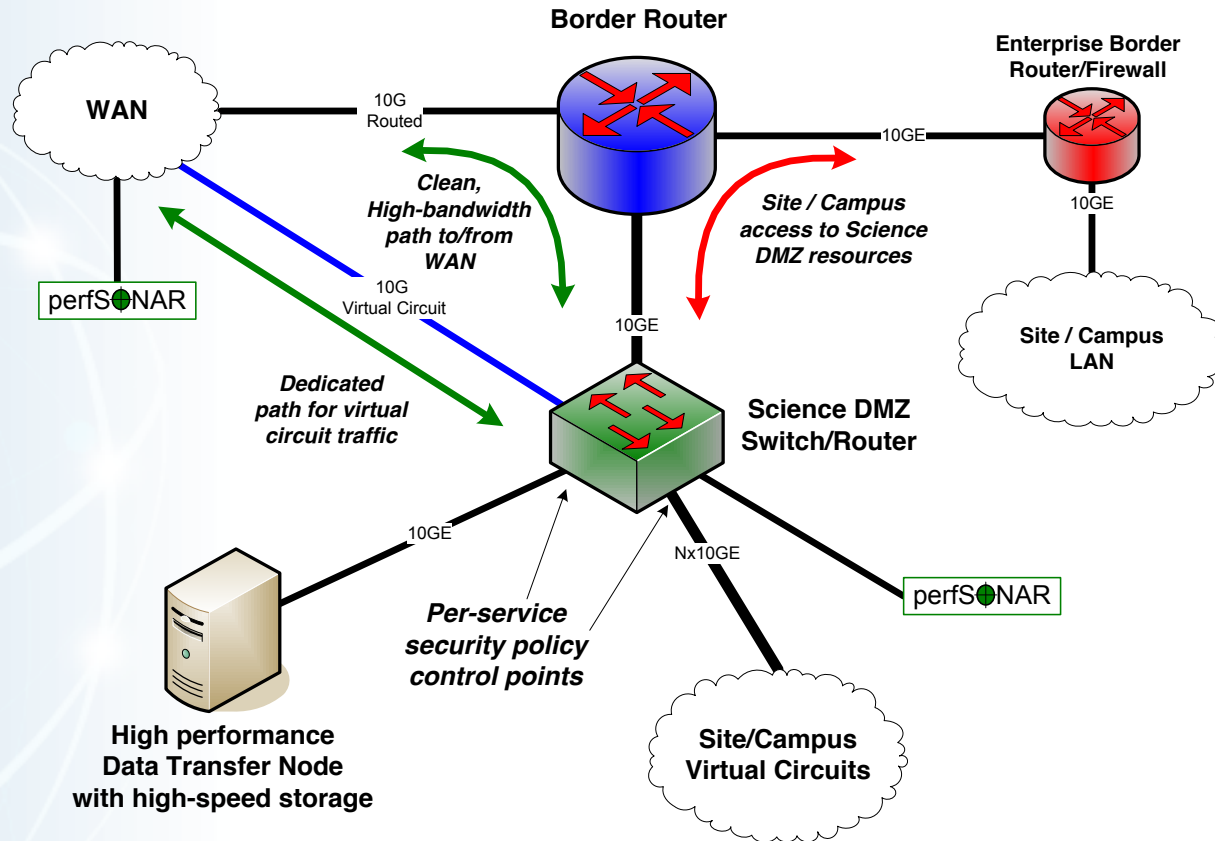 Border Router
Enterprise Border
Router/Firewall
WAN
10G
Routed
10GE
Clean,
High-bandwidth
path to/from
WAN
Site / Campus
access to Science
DMZ resources
10GE
perfSONAR
10G
Virtual Circuit
10GE
Site / Campus
LAN
Dedicated
path for virtual
circuit traffic
Science DMZ
Switch/Router
10GE
Nx10GE
perfSONAR
Per-service
security policy
control points
High performance
Data Transfer Node
with high-speed storage
Site/Campus
Virtual Circuits